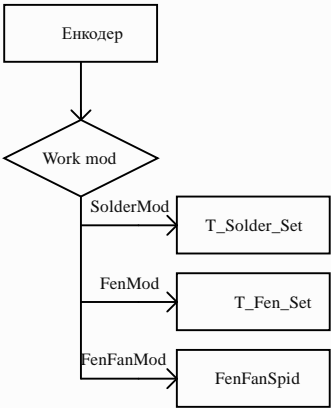 Енкодер
Work mod
SolderMod
T_Solder_Set
FenMod
T_Fen_Set
FenFanMod
FenFanSpid